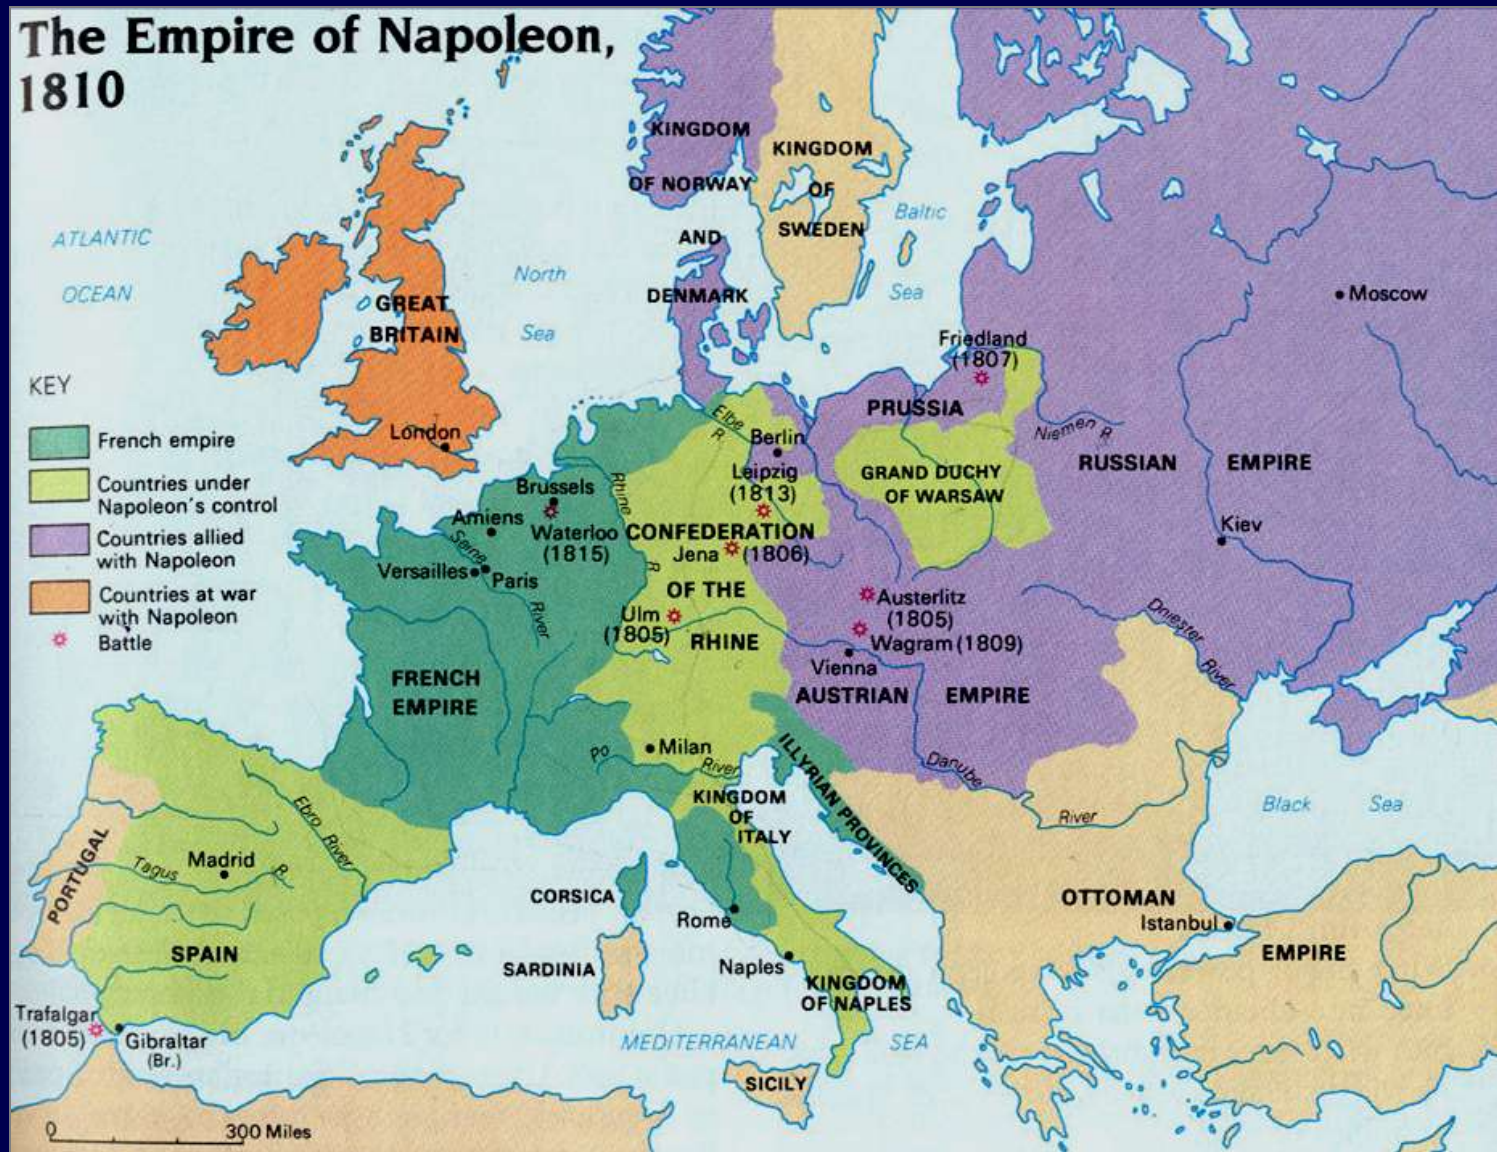 The Empire of Napoleon,
1810
KINGDOM
OF NORWAY
AND
DENMARK
KINGDOM
OF
SWEDEN
Baltic
Sea
ATLANTIC
OCEAN
North
Sea
GREAT
BRITAIN
London
Moscow
Friedland
(1807)
PRUSSIA
Niemen R.
RUSSIAN EMPIRE
GRAND DUCHY
OF WARSAW
Kiev
KEY
French empire
Countries under
Napoleon's control
Countries allied
with Napoleon
Countries at war
with Napoleon
Battle
Elbe
R.
Berlin
Leipzig
(1813)
Rhine
R.
Brussels
Amiens
Waterloo
(1815)
Seine
River
Versailles
Paris
CONFEDERATION
OF THE
RHINE
Jena (1806)
Ulm
(1805)
Austerlitz
(1805)
Wagram (1809)
Vienna
AUSTRIAN EMPIRE
Dniester
River
FRENCH
EMPIRE
Po
River
Milan
ILLYRIAN PROVINCES
Danube
River
Black Sea
KINGDOM
OF
ITALY
Ebro River
PORTUGAL
Madrid
Tagus R.
SPAIN
CORSICA
Rome
SARDINIA
Naples
KINGDOM
OF NAPLES
OTTOMAN
EMPIRE
Istanbul
Trafalgar
(1805)
Gibraltar
(Br.)
MEDITERRANEAN SEA
SICILY
0 300 Miles